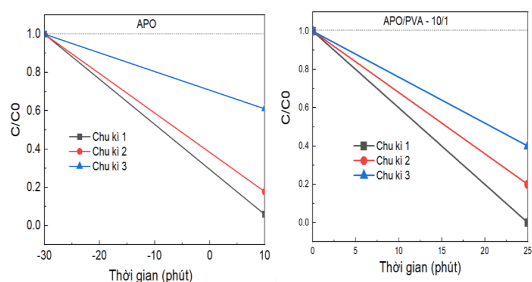 APO
C/C0
1.0
0.8
0.6
0.4
0.2
0.0
Chu kì 1
Chu kì 2
Chu kì 3
-30
-20
-10
0
10
Thời gian (phút)
APO/PVA - 10/1
C/C0
1.0
0.8
0.6
0.4
0.2
0.0
Chu kì 1
Chu kì 2
Chu kì 3
0
5
10
15
20
25
Thời gian (phút)